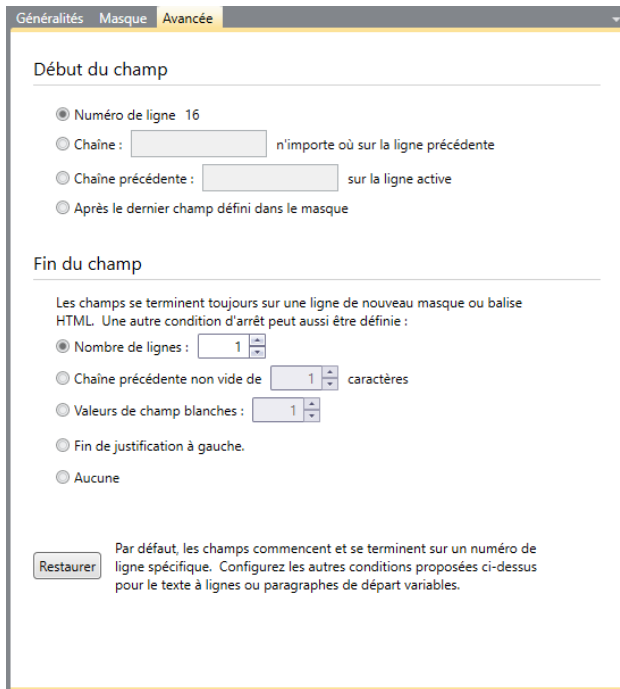 Généralités Masque Avancée
Début du champ
Numéro de ligne 16
Chaîne : n'importe où sur la ligne précédente
Chaîne précédente : sur la ligne active
Après le dernier champ défini dans le masque
Fin du champ
Les champs se terminent toujours sur une ligne de nouveau masque ou balise
HTML. Une autre condition d'arrêt peut aussi être définie :
Nombre de lignes : 1
Chaîne précédente non vide de 1 caractères
Valeurs de champ blanches : 1
Fin de justification à gauche.
Aucune
Restaurer
Par défaut, les champs commencent et se terminent sur un numéro de
ligne spécifique. Configurez les autres conditions proposées ci-dessus
pour le texte à lignes ou paragraphes de départ variables.